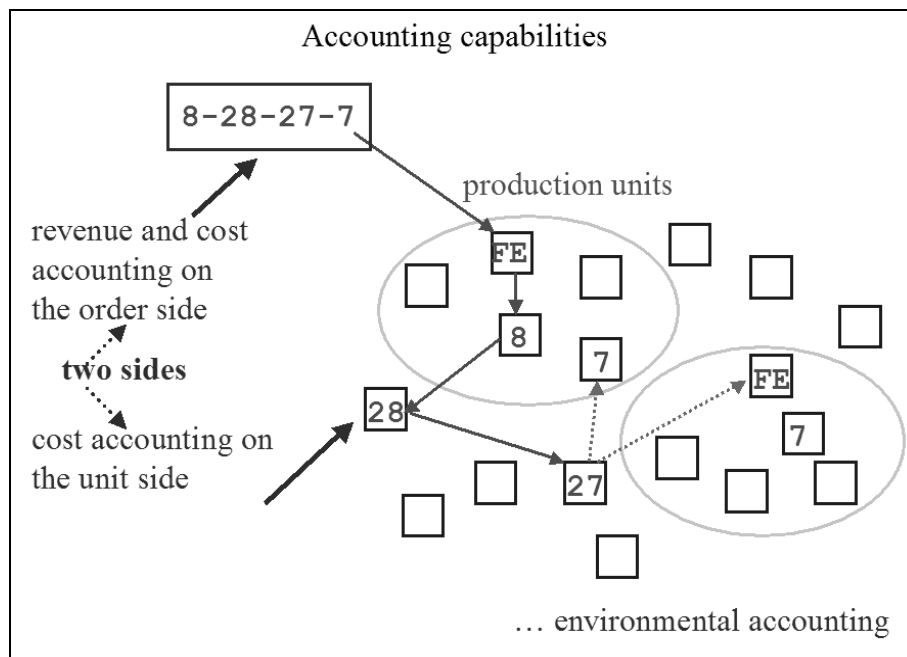 Accounting capabilities
8-28-27-7
production units
revenue and cost
accounting on
the order side
two sides
cost accounting on
the unit side
FE
8
7
28
27
FE
7
... environmental accounting